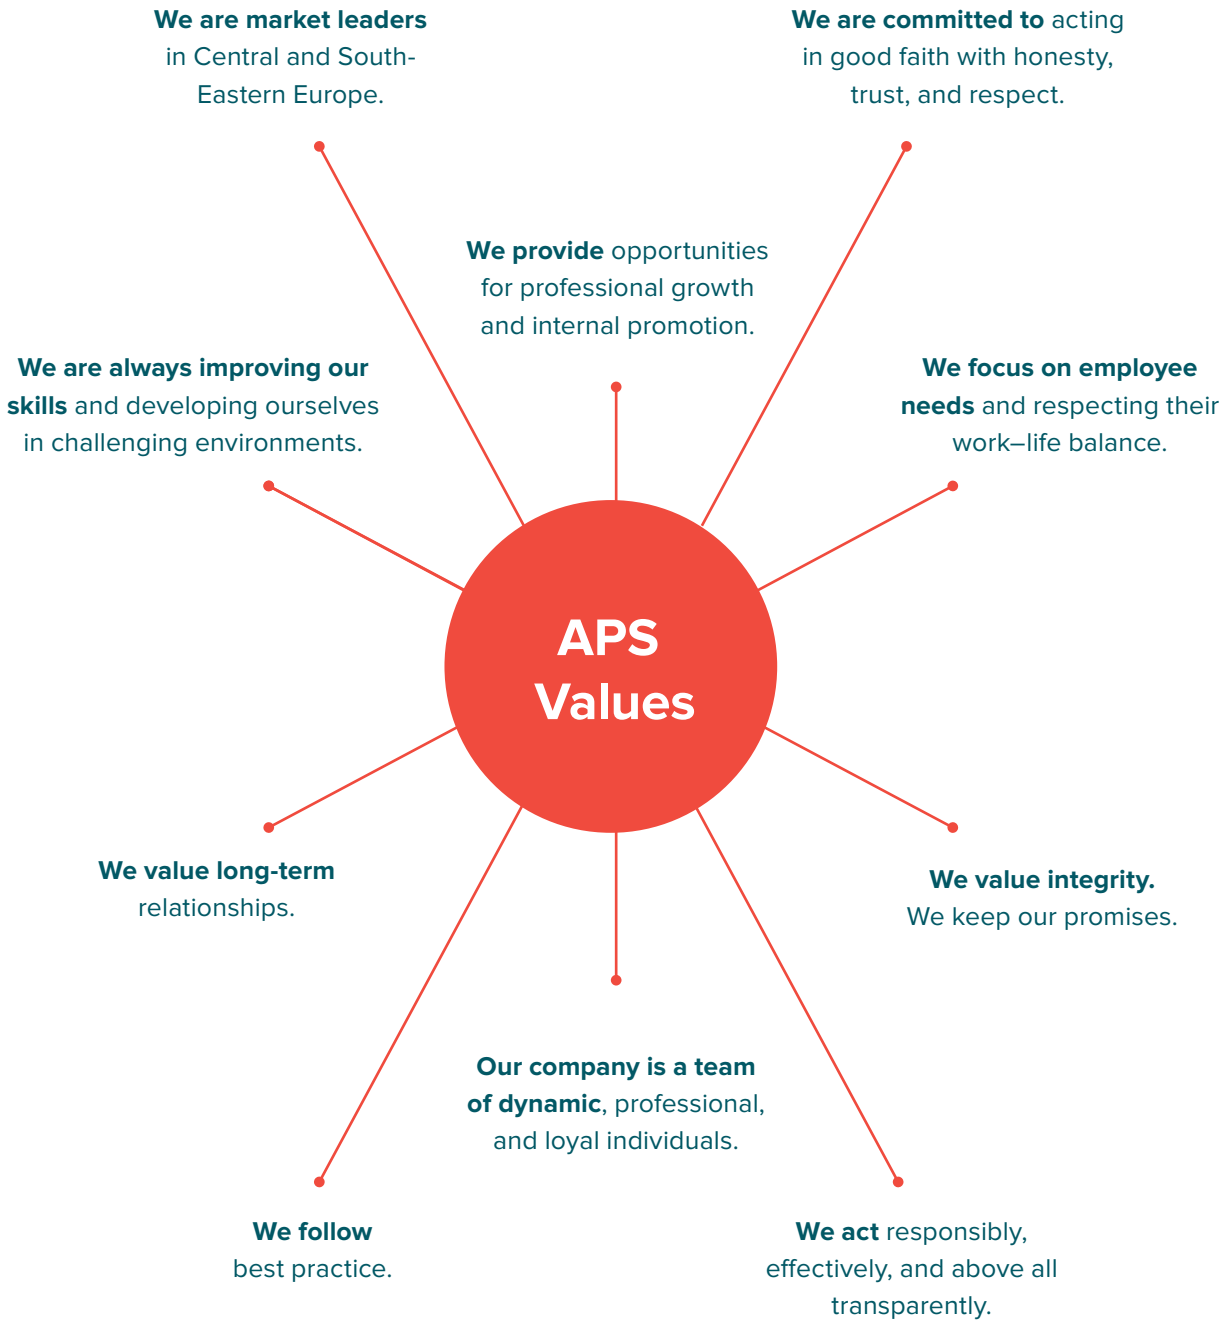 We are market leaders
in Central and South-
Eastern Europe.
We are committed to acting
in good faith with honesty,
trust, and respect.
We provide opportunities
for professional growth
and internal promotion.
We are always improving our
skills and developing ourselves
in challenging environments.
We focus on employee
needs and respecting their
work–life balance.
APS
Values
We value long-term
relationships.
We value integrity.
We keep our promises.
Our company is a team
of dynamic, professional,
and loyal individuals.
We follow
best practice.
We act responsibly,
effectively, and above all
transparently.